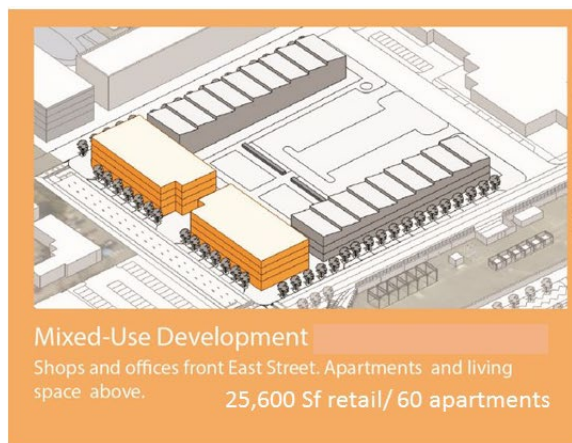 Mixed-Use Development
Shops and offices front East Street. Apartments and living
space above.
25,600 Sf retail/ 60 apartments